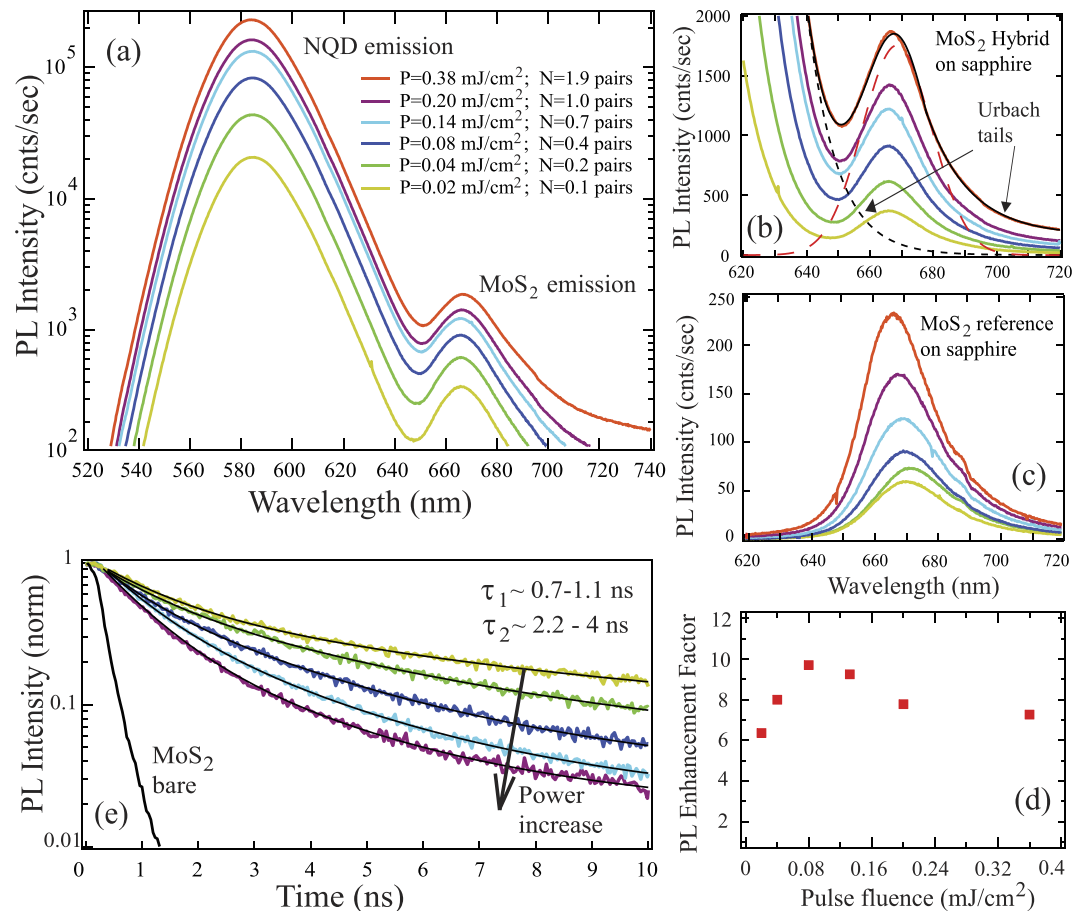 (a)
NQD emission
P=0.38 mJ/cm²; N=1.9 pairs
P=0.20 mJ/cm²; N=1.0 pairs
P=0.14 mJ/cm²; N=0.7 pairs
P=0.08 mJ/cm²; N=0.4 pairs
P=0.04 mJ/cm²; N=0.2 pairs
P=0.02 mJ/cm²; N=0.1 pairs
MoS₂ emission
PL Intensity (cnts/sec)
10⁵
10⁴
10³
10²
520 540 560 580 600 620 640 660 680 700 720 740
Wavelength (nm)
2000
1500
1000
500
0
PL Intensity (cnts/sec)
MoS₂ Hybrid
on sapphire
Urbach
tails
(b)
620 640 660 680 700 720
250
200
150
100
50
0
PL Intensity (cnts/sec)
MoS₂ reference
on sapphire
(c)
620 640 660 680 700 720
Wavelength (nm)
1
0.1
0.01
PL Intensity (norm)
τ₁~ 0.7-1.1 ns
τ₂~ 2.2 - 4 ns
MoS₂
bare
Power
increase
(e)
0 1 2 3 4 5 6 7 8 9 10
Time (ns)
12
10
8
6
4
2
PL Enhancement Factor
(d)
0 0.08 0.16 0.24 0.32 0.4
Pulse fluence (mJ/cm²)